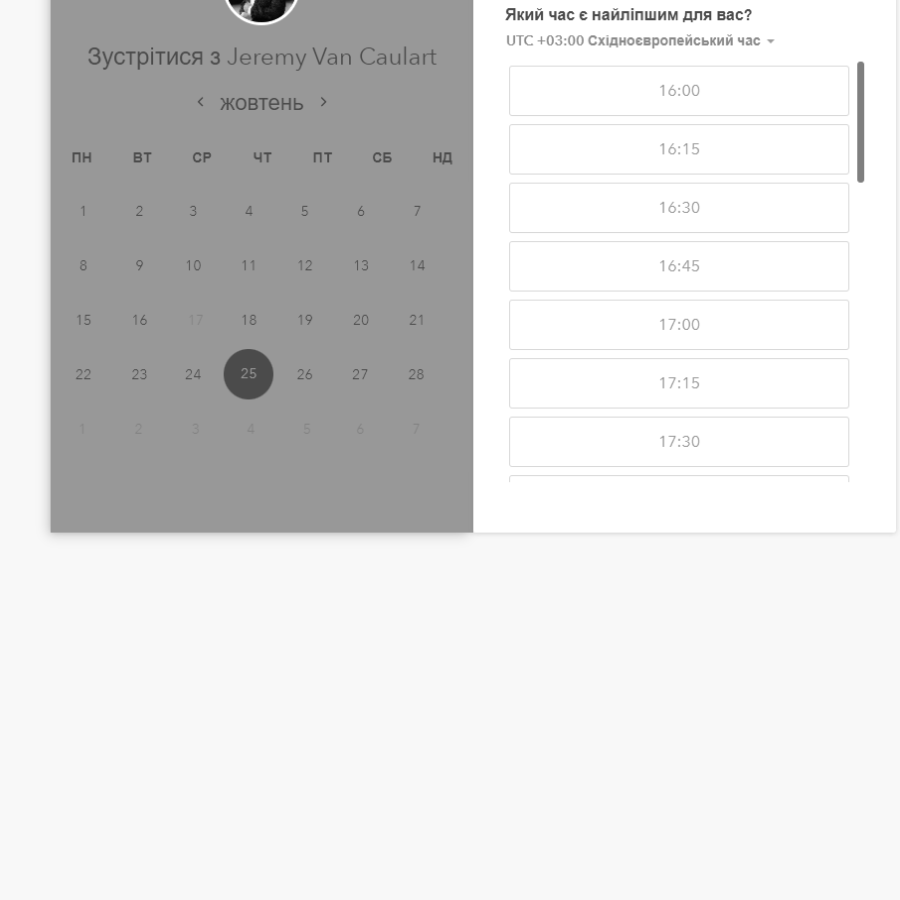 Зустрітися з Jeremy Van Caulart
жовтень
ПН ВТ СР ЧТ ПТ СБ НД
1 2 3 4 5 6 7
8 9 10 11 12 13 14
15 16 17 18 19 20 21
22 23 24 25 26 27 28
1 2 3 4 5 6 7
Який час є найліпшим для вас?
UTC +03:00 Східноєвропейський час
16:00
16:15
16:30
16:45
17:00
17:15
17:30